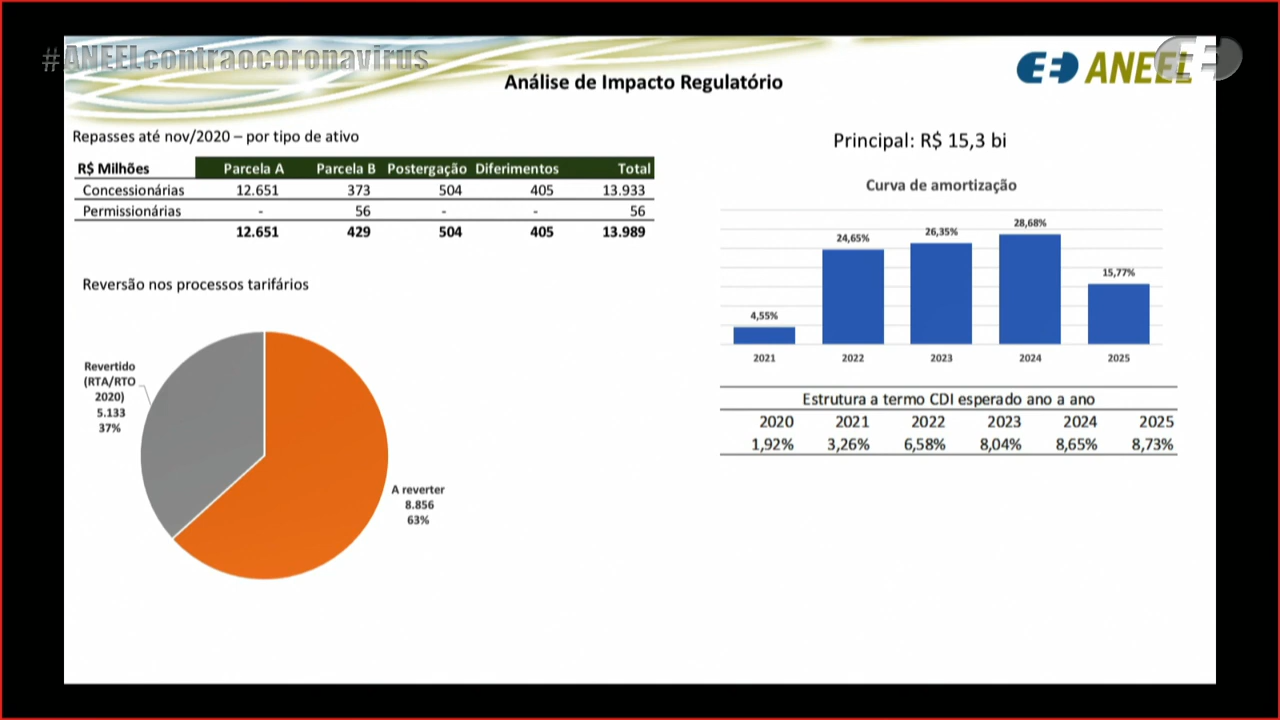 #ANEELcontraocoronavirus
ANEEL
Análise de Impacto Regulatório
Repasses até nov/2020 – por tipo de ativo
R$ Milhões Parcela A Parcela B Postergação Diferimentos Total
Concessionárias 12.651 373 504 405 13.933
Permissionárias - 56 - - 56
12.651 429 504 405 13.989
Reversão nos processos tarifários
Revertido
(RTA/RTO
2020)
5.133
37%
A reverter
8.856
63%
Principal: R$ 15,3 bi
Curva de amortização
4,55% 24,65% 26,35% 28,68% 15,77%
2021 2022 2023 2024 2025
Estrutura a termo CDI esperado ano a ano
2020 2021 2022 2023 2024 2025
1,92% 3,26% 6,58% 8,04% 8,65% 8,73%